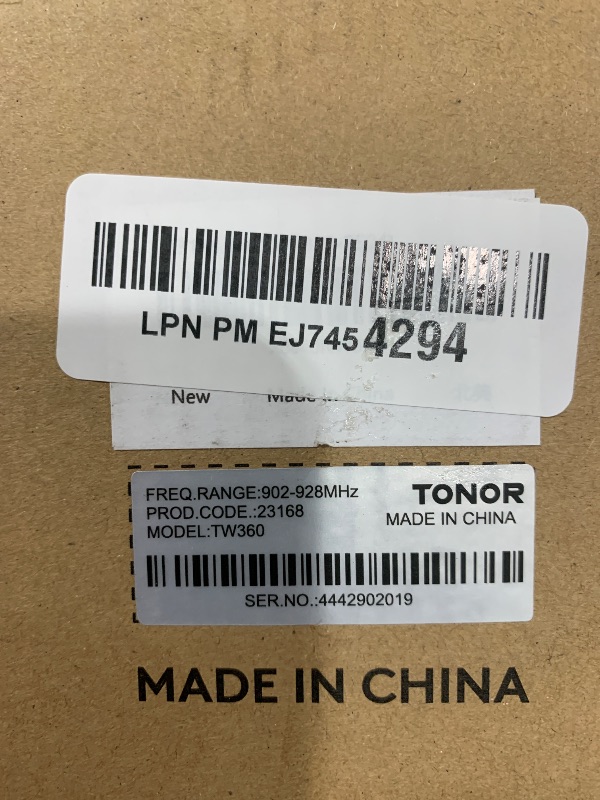 LPN PM EJ7454294
New
FREQ.RANGE:902-928MHz
TONOR
PROD.CODE.:23168
MADE IN CHINA
MODEL:TW360
SER.NO.:4442902019
MADE IN CHINA